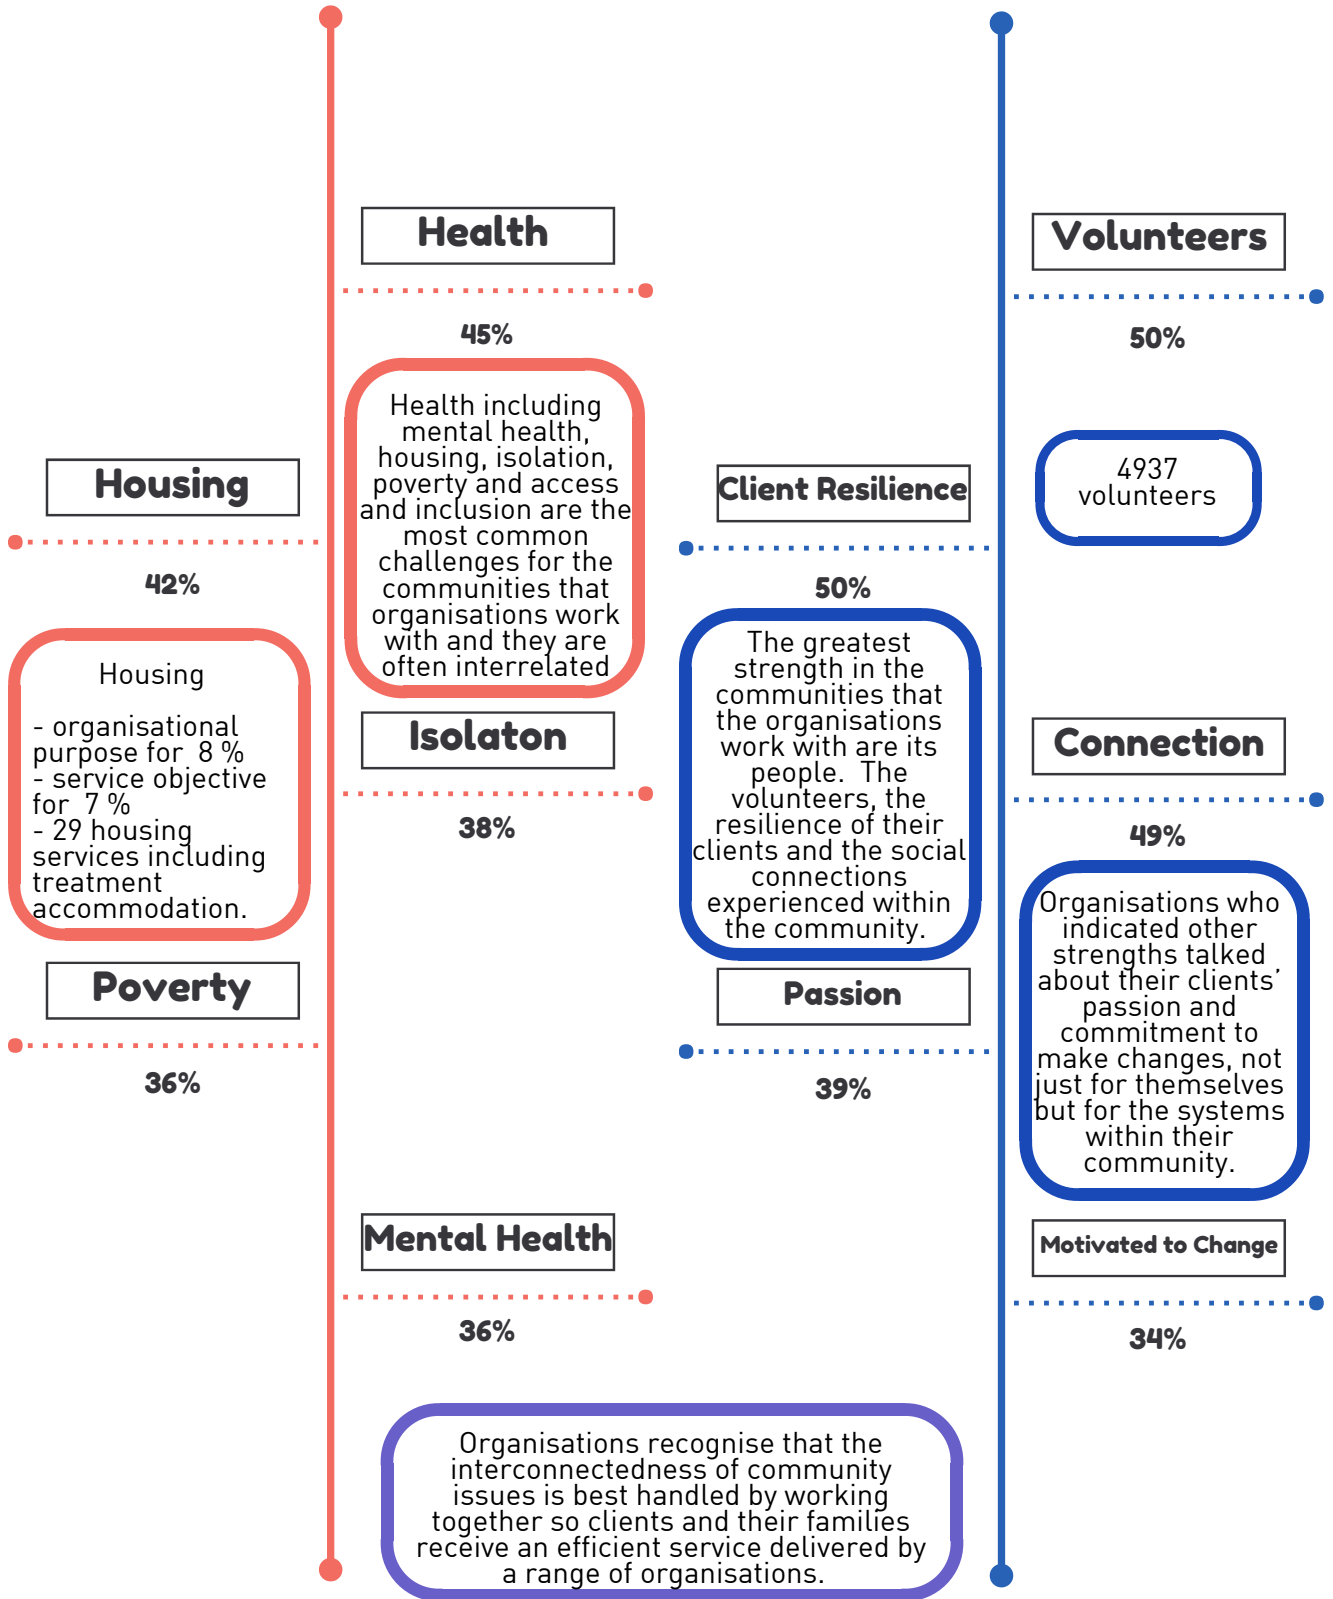 Health
45%
Health including
mental health,
housing, isolation,
poverty and access
and inclusion are the
most common
challenges for the
communities that
organisations work
with and they are
often interrelated
Housing
42%
Housing
- organisational
purpose for  8 %
- service objective
for  7 %
- 29 housing
services including
treatment
accommodation.
Isolaton
38%
Poverty
36%
Mental Health
36%
Volunteers
50%
4937
volunteers
Client Resilience
50%
The greatest
strength in the
communities that
the organisations
work with are its
people.  The
volunteers, the
resilience of their
clients and the social
connections
experienced within
the community.
Connection
49%
Organisations who
indicated other
strengths talked
about their clients’
passion and
commitment to
make changes, not
just for themselves
but for the systems
within their
community.
Passion
39%
Motivated to Change
34%
Organisations recognise that the
interconnectedness of community
issues is best handled by working
together so clients and their families
receive an efficient service delivered by
a range of organisations.